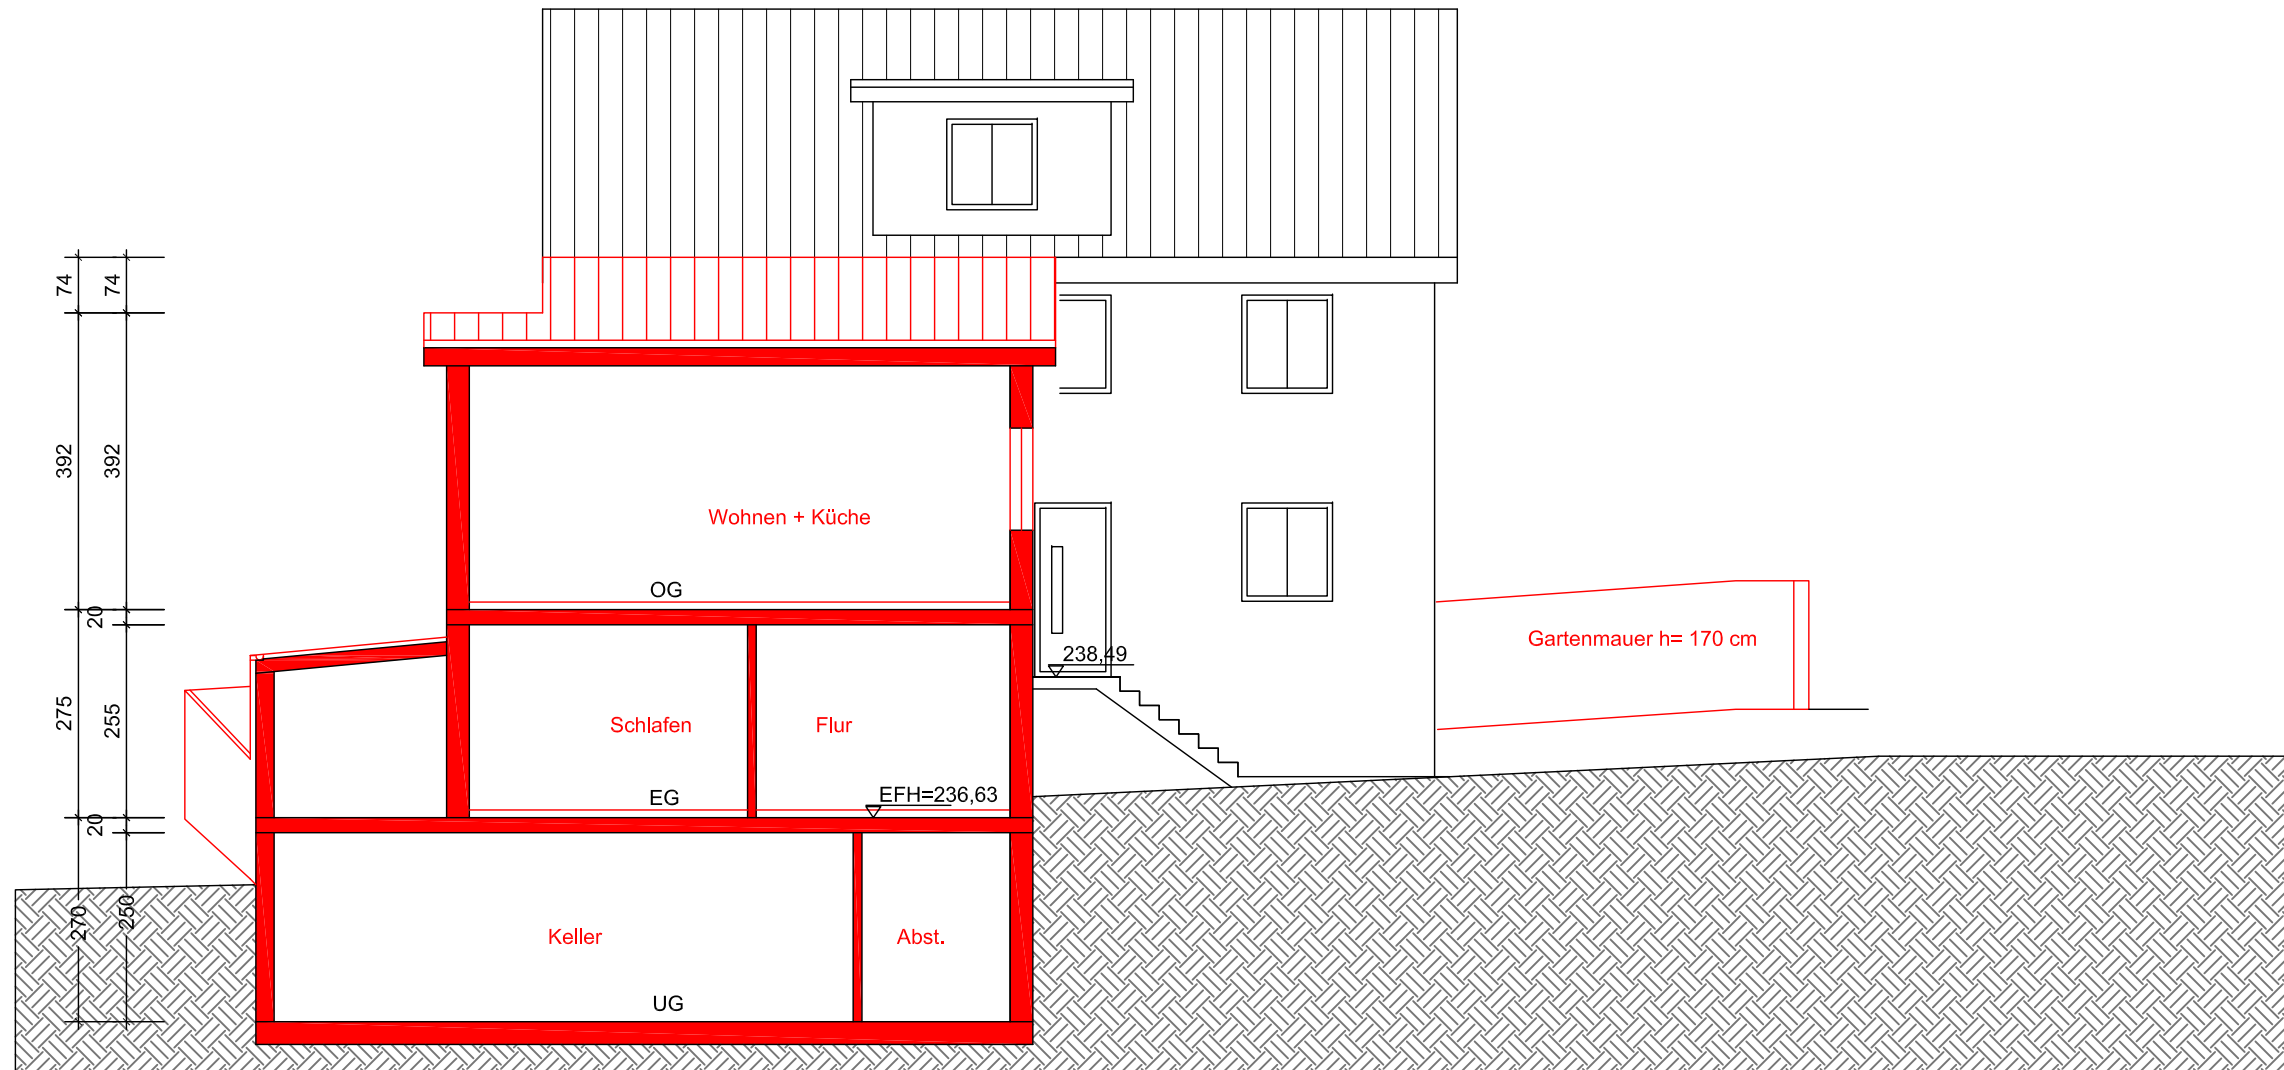 74
74
392
392
Wohnen + Küche
OG
20
Gartenmauer h= 170 cm
238,49
275
255
Schlafen
Flur
EG
EFH=236,63
20
270
250
Keller
Abst.
UG